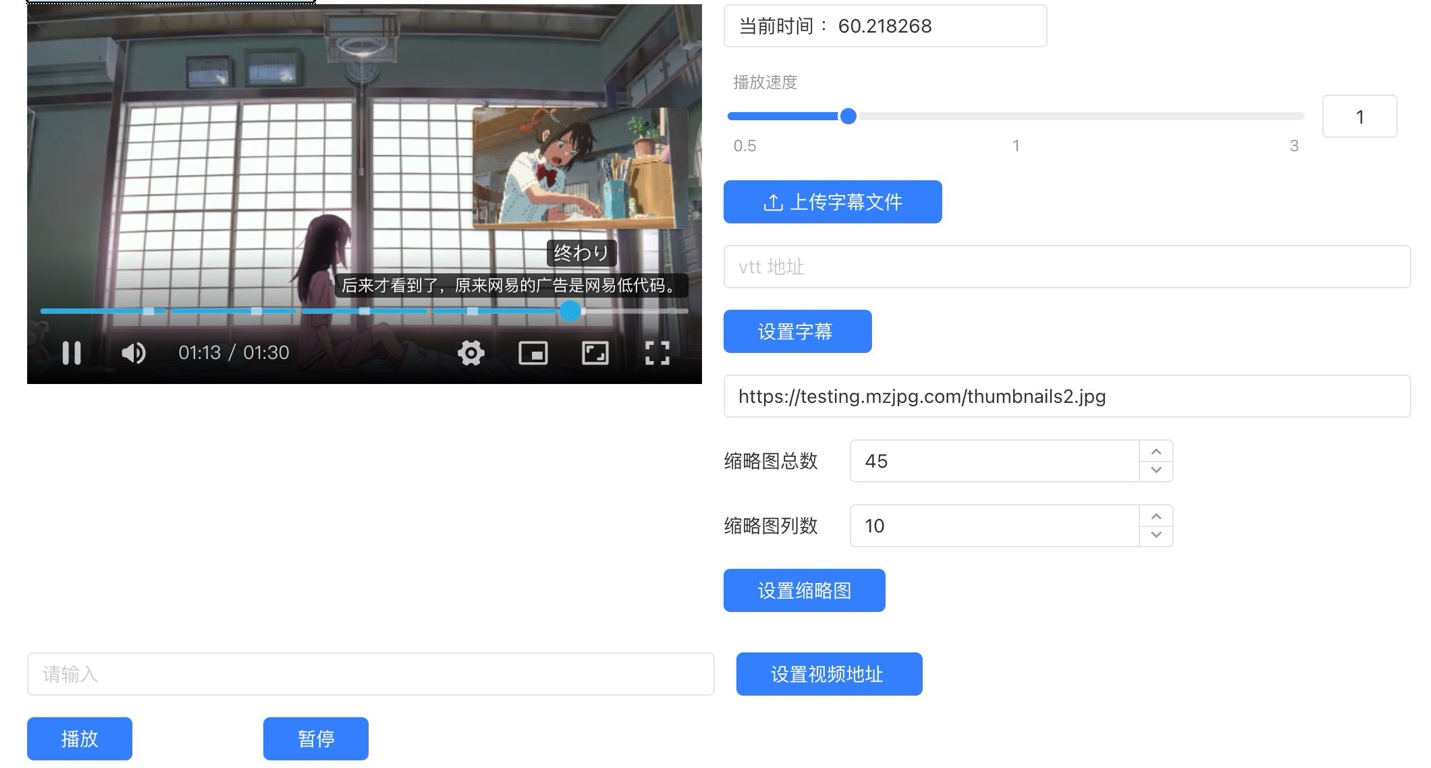 当前时间： 60.218268
播放速度
1
0.5 1 3
上传字幕文件
vtt 地址
设置字幕
https://testing.mzjpg.com/thumbnails2.jpg
缩略图总数 45
缩略图列数 10
设置缩略图
终わり
后来才看到了，原来网易的广告是网易低代码。
01:13 / 01:30
请输入 设置视频地址
播放 暂停